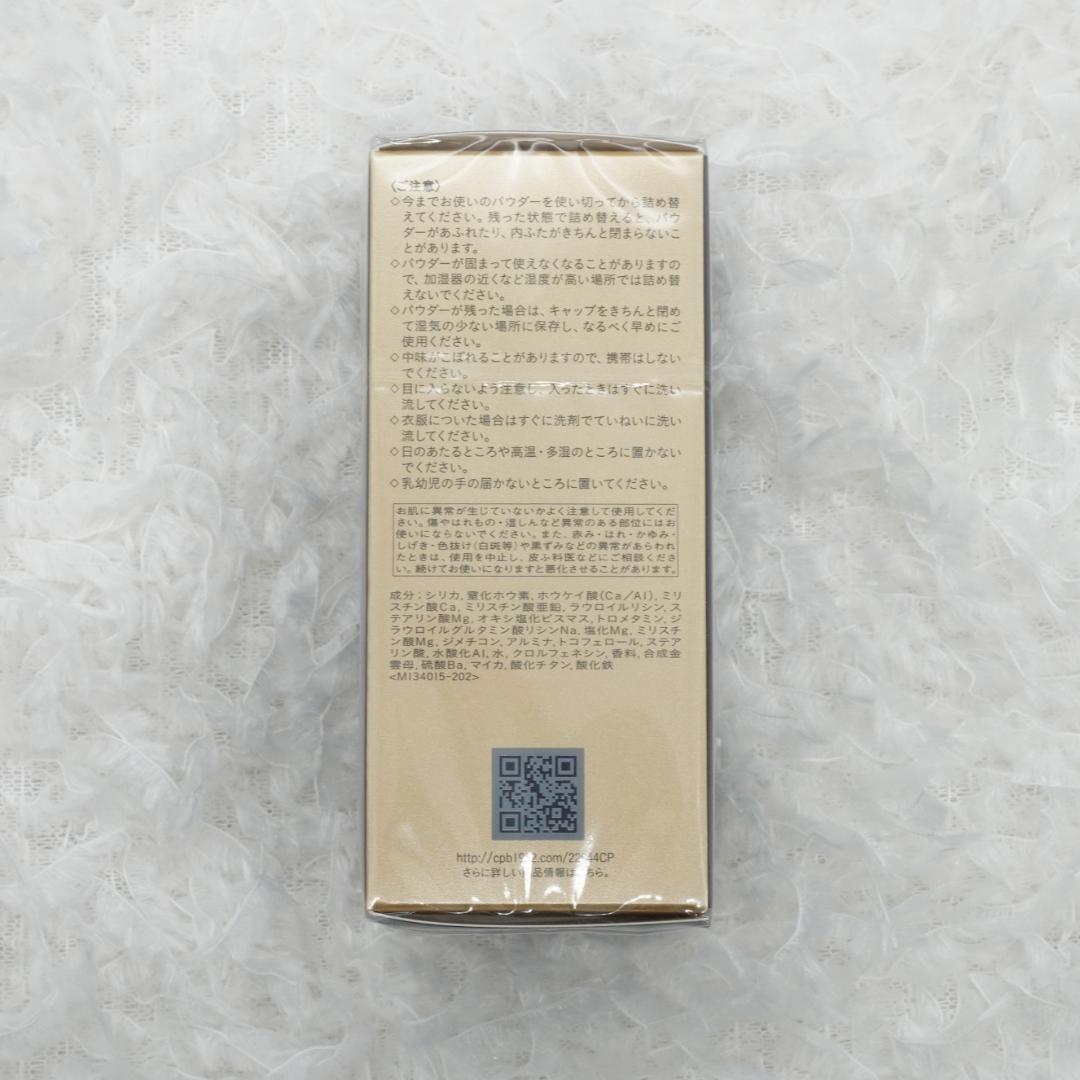 〈ご注意〉
◇今までお使いのパウダーを使い切ってから詰め替
えてください。残った状態で詰め替えると、パウ
ダーがあふれたり、内ふたがきちんと閉まらないこ
とがあります。
◇パウダーが固まって使えなくなることがありますの
で、加湿器の近くなど湿度が高い場所では詰め替
えないでください。
◇パウダーが残った場合は、キャップをきちんと閉め
て湿気の少ない場所に保存し、なるべく早めにご
使用ください。
◇中味がこぼれることがありますので、携帯はしない
でください。
◇目に入らないよう注意し、入ったときはすぐに洗い
流してください。
◇衣服についた場合はすぐに洗剤でていねいに洗い
流してください。
◇日のあたるところや高温・多湿のところに置かない
でください。
◇乳幼児の手の届かないところに置いてください。
お肌に異常が生じていないかよく注意して使用してくだ
さい。傷やはれもの・湿しんなど異常のある部位にはお
使いにならないでください。また、赤み・はれ・かゆみ・
しげき・色抜け(白斑等)や黒ずみなどの異常があらわれ
たときは、使用を中止し、皮ふ科医などにご相談くださ
い。続けてお使いになりますと悪化させることがあります。
成分:シリカ,窒化ホウ素,ホウケイ酸(Ca/Al),ミリ
スチン酸Ca,ミリスチン酸亜鉛,ラウロイルリシン,ス
テアリン酸Mg,オキシ塩化ビスマス,トロメタミン,ジ
ラウロイルグルタミン酸リシンNa,塩化Mg,ミリスチ
ン酸Mg,ジメチコン,アルミナ,トコフェロール,ステア
リン酸,水酸化Al,水,クロルフェネシン,香料,合成金
雲母,硫酸Ba,マイカ,酸化チタン,酸化鉄
<MI34015-202>
さらに詳しい